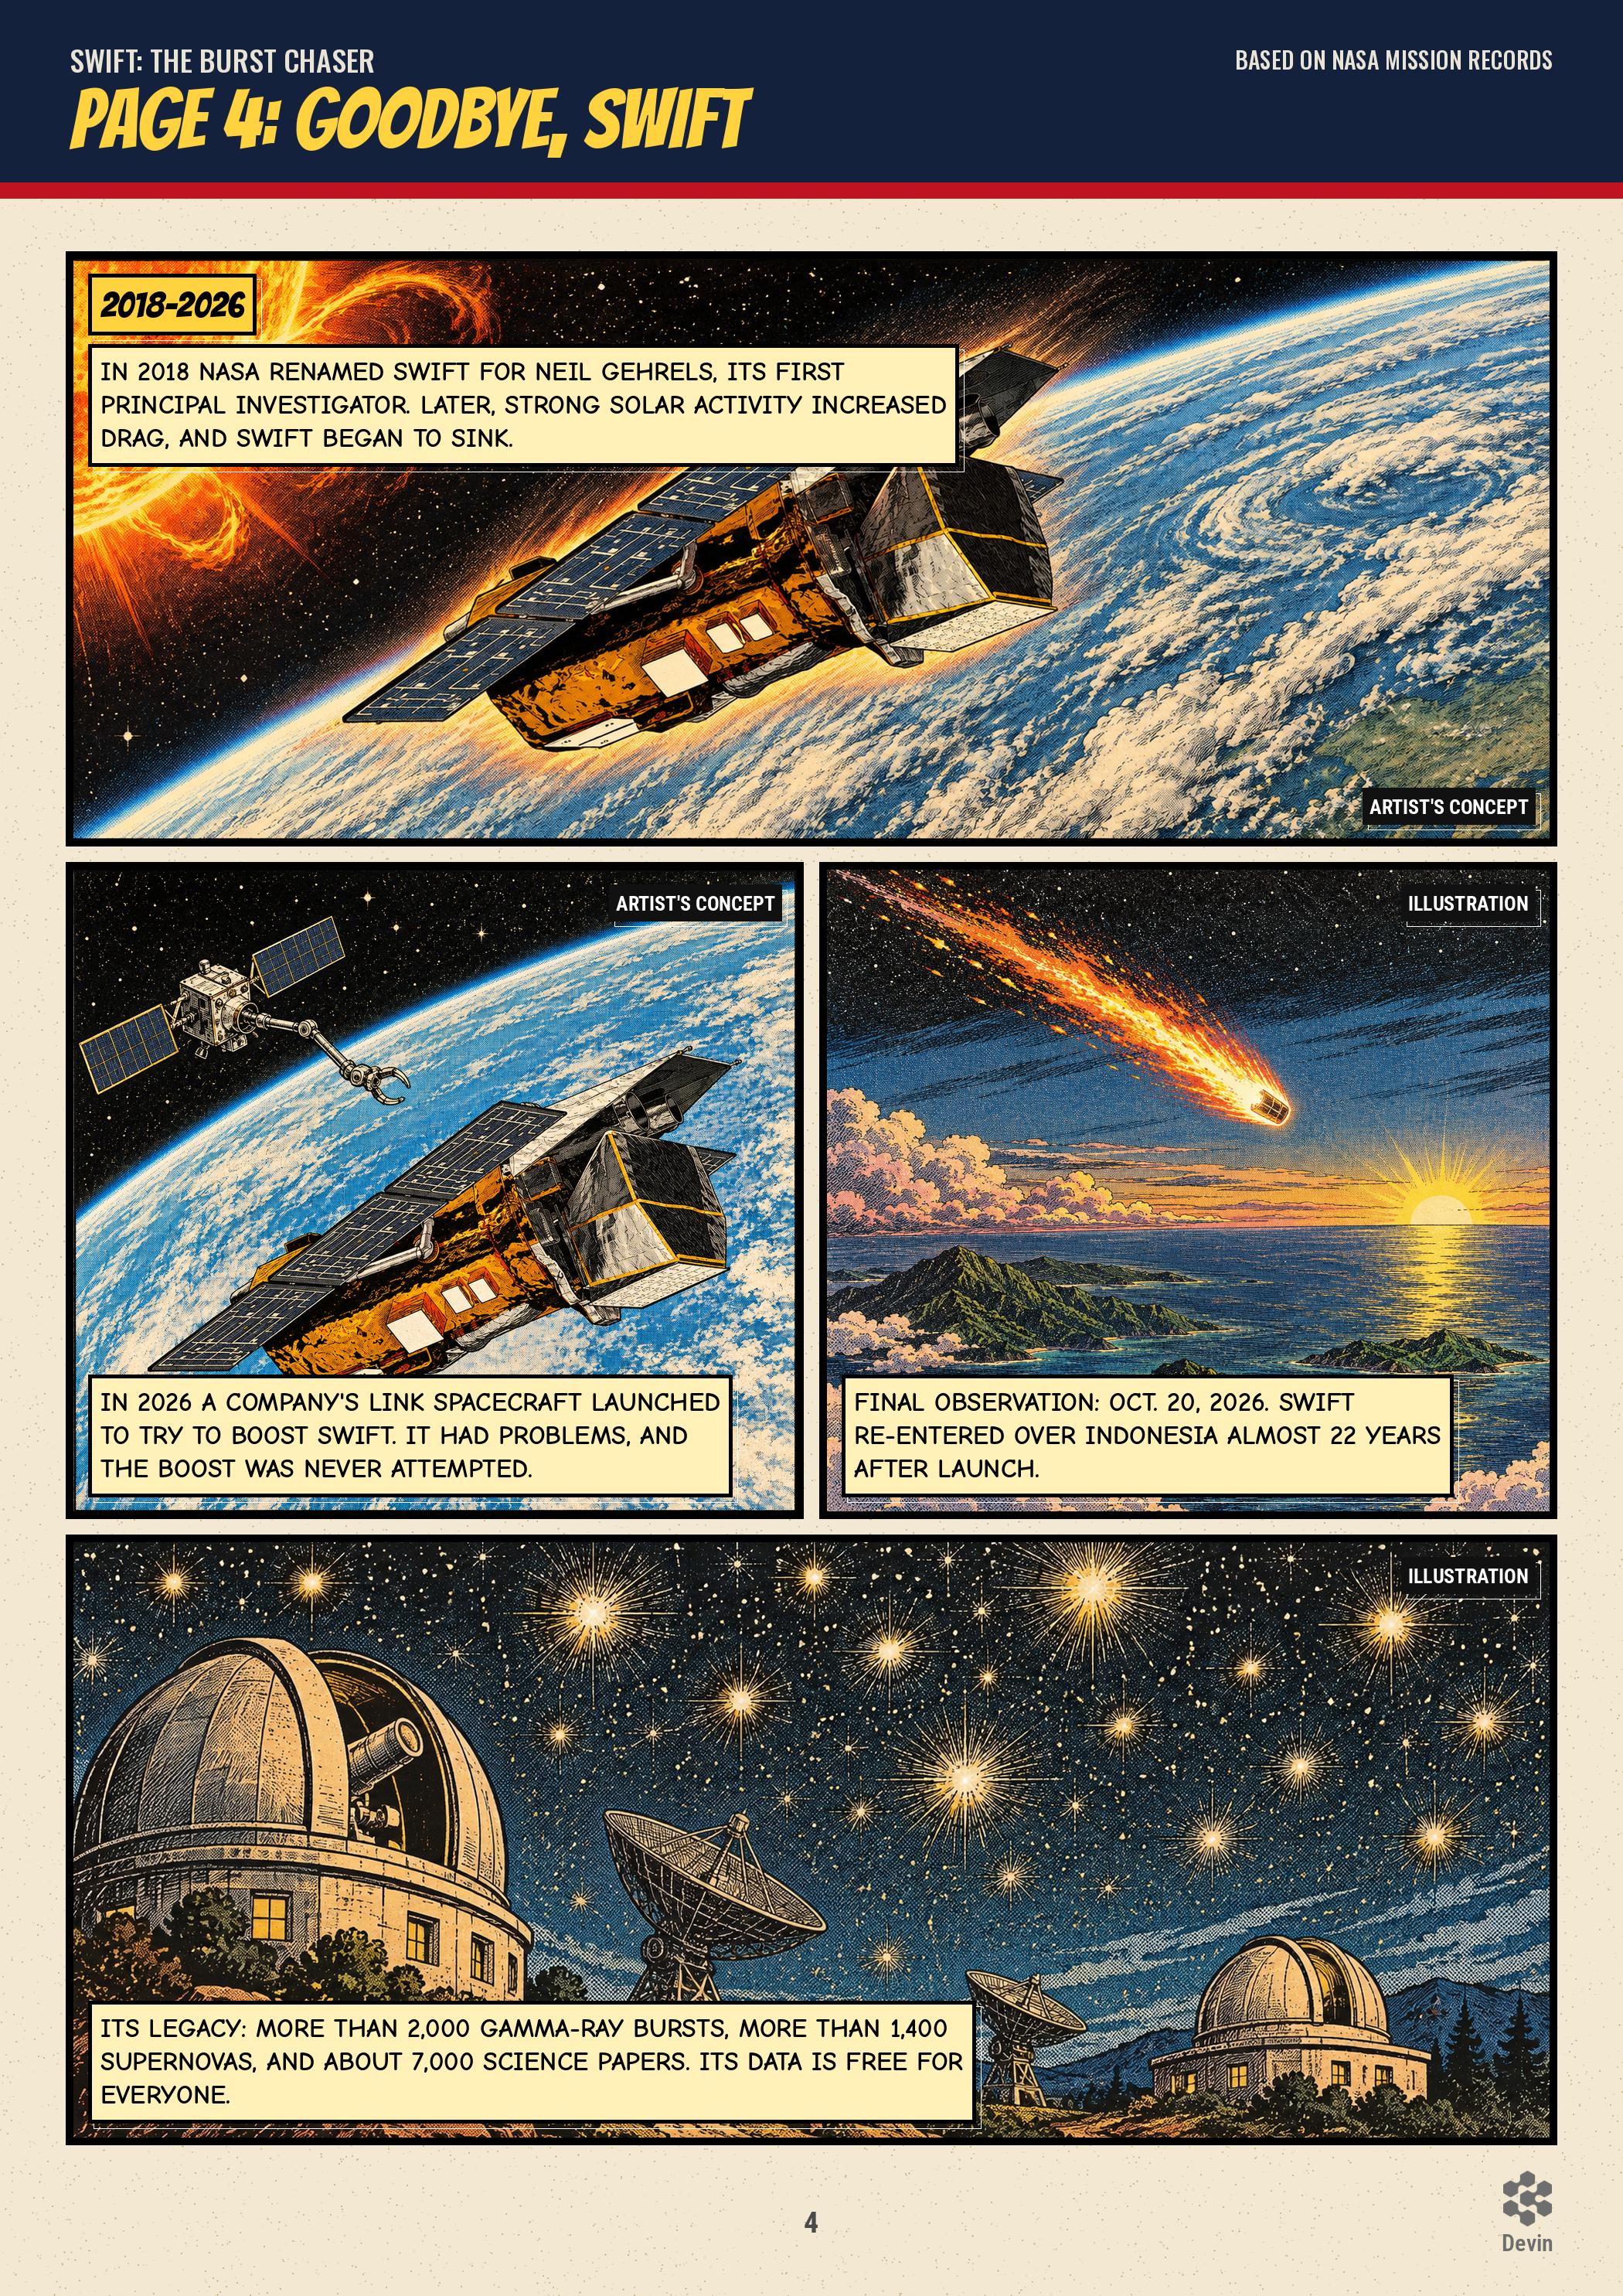 SWIFT: THE BURST CHASER
BASED ON NASA MISSION RECORDS
PAGE 4: GOODBYE, SWIFT
2018-2026
IN 2018 NASA RENAMED SWIFT FOR NEIL GEHRELS, ITS FIRST
PRINCIPAL INVESTIGATOR. LATER, STRONG SOLAR ACTIVITY INCREASED
DRAG, AND SWIFT BEGAN TO SINK.
ARTIST'S CONCEPT
ARTIST'S CONCEPT
IN 2026 A COMPANY'S LINK SPACECRAFT LAUNCHED
TO TRY TO BOOST SWIFT. IT HAD PROBLEMS, AND
THE BOOST WAS NEVER ATTEMPTED.
ILLUSTRATION
FINAL OBSERVATION: OCT. 20, 2026. SWIFT
RE-ENTERED OVER INDONESIA ALMOST 22 YEARS
AFTER LAUNCH.
ILLUSTRATION
ITS LEGACY: MORE THAN 2,000 GAMMA-RAY BURSTS, MORE THAN 1,400
SUPERNOVAS, AND ABOUT 7,000 SCIENCE PAPERS. ITS DATA IS FREE FOR
EVERYONE.
4
Devin